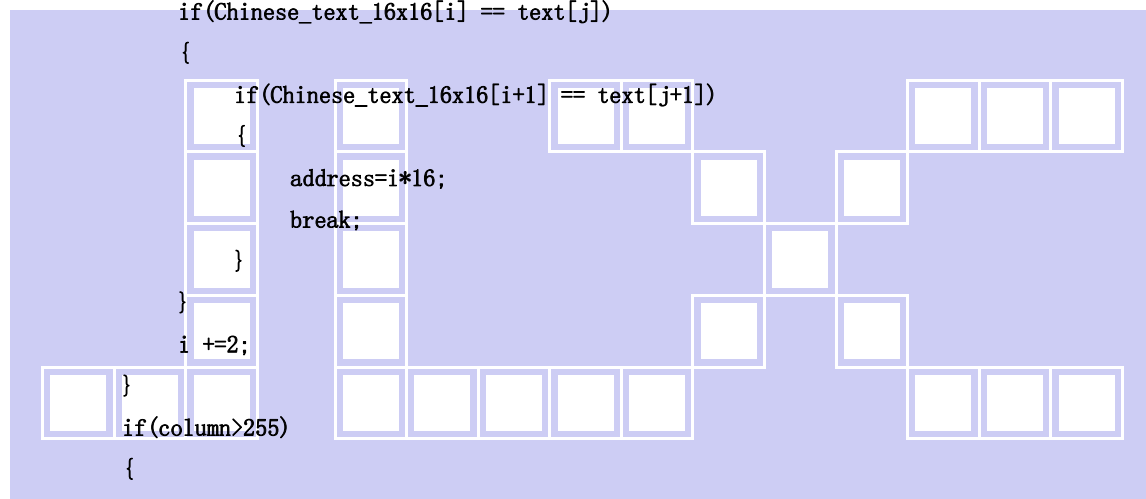 if(Chinese_text_16x16[i] == text[j])
{
if(Chinese_text_16x16[i+1] == text[j+1])
{
address=i*16;
break;
}
}
i +=2;
}
if(column>255)
{